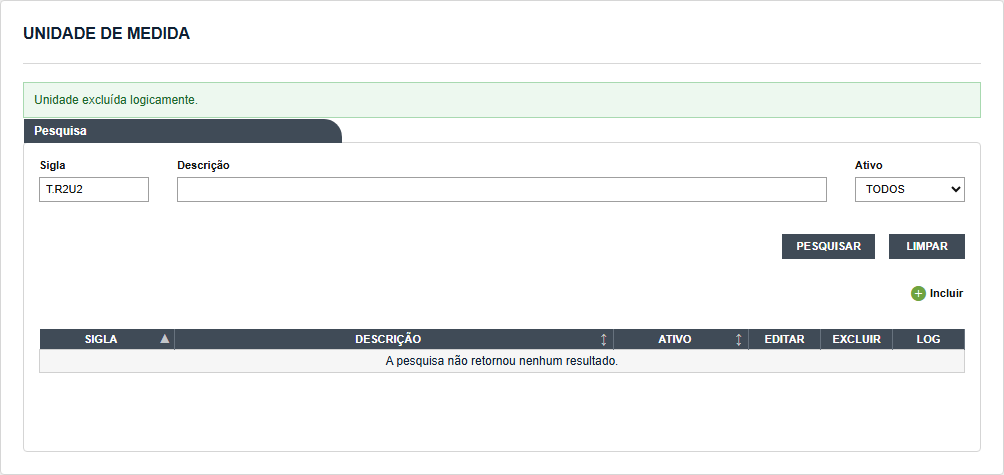 UNIDADE DE MEDIDA
Unidade excluída logicamente.
Pesquisa
Sigla Descrição Ativo
T.R2U2 TODOS
PESQUISAR LIMPAR
Incluir
SIGLA DESCRIÇÃO ATIVO EDITAR EXCLUIR LOG
A pesquisa não retornou nenhum resultado.